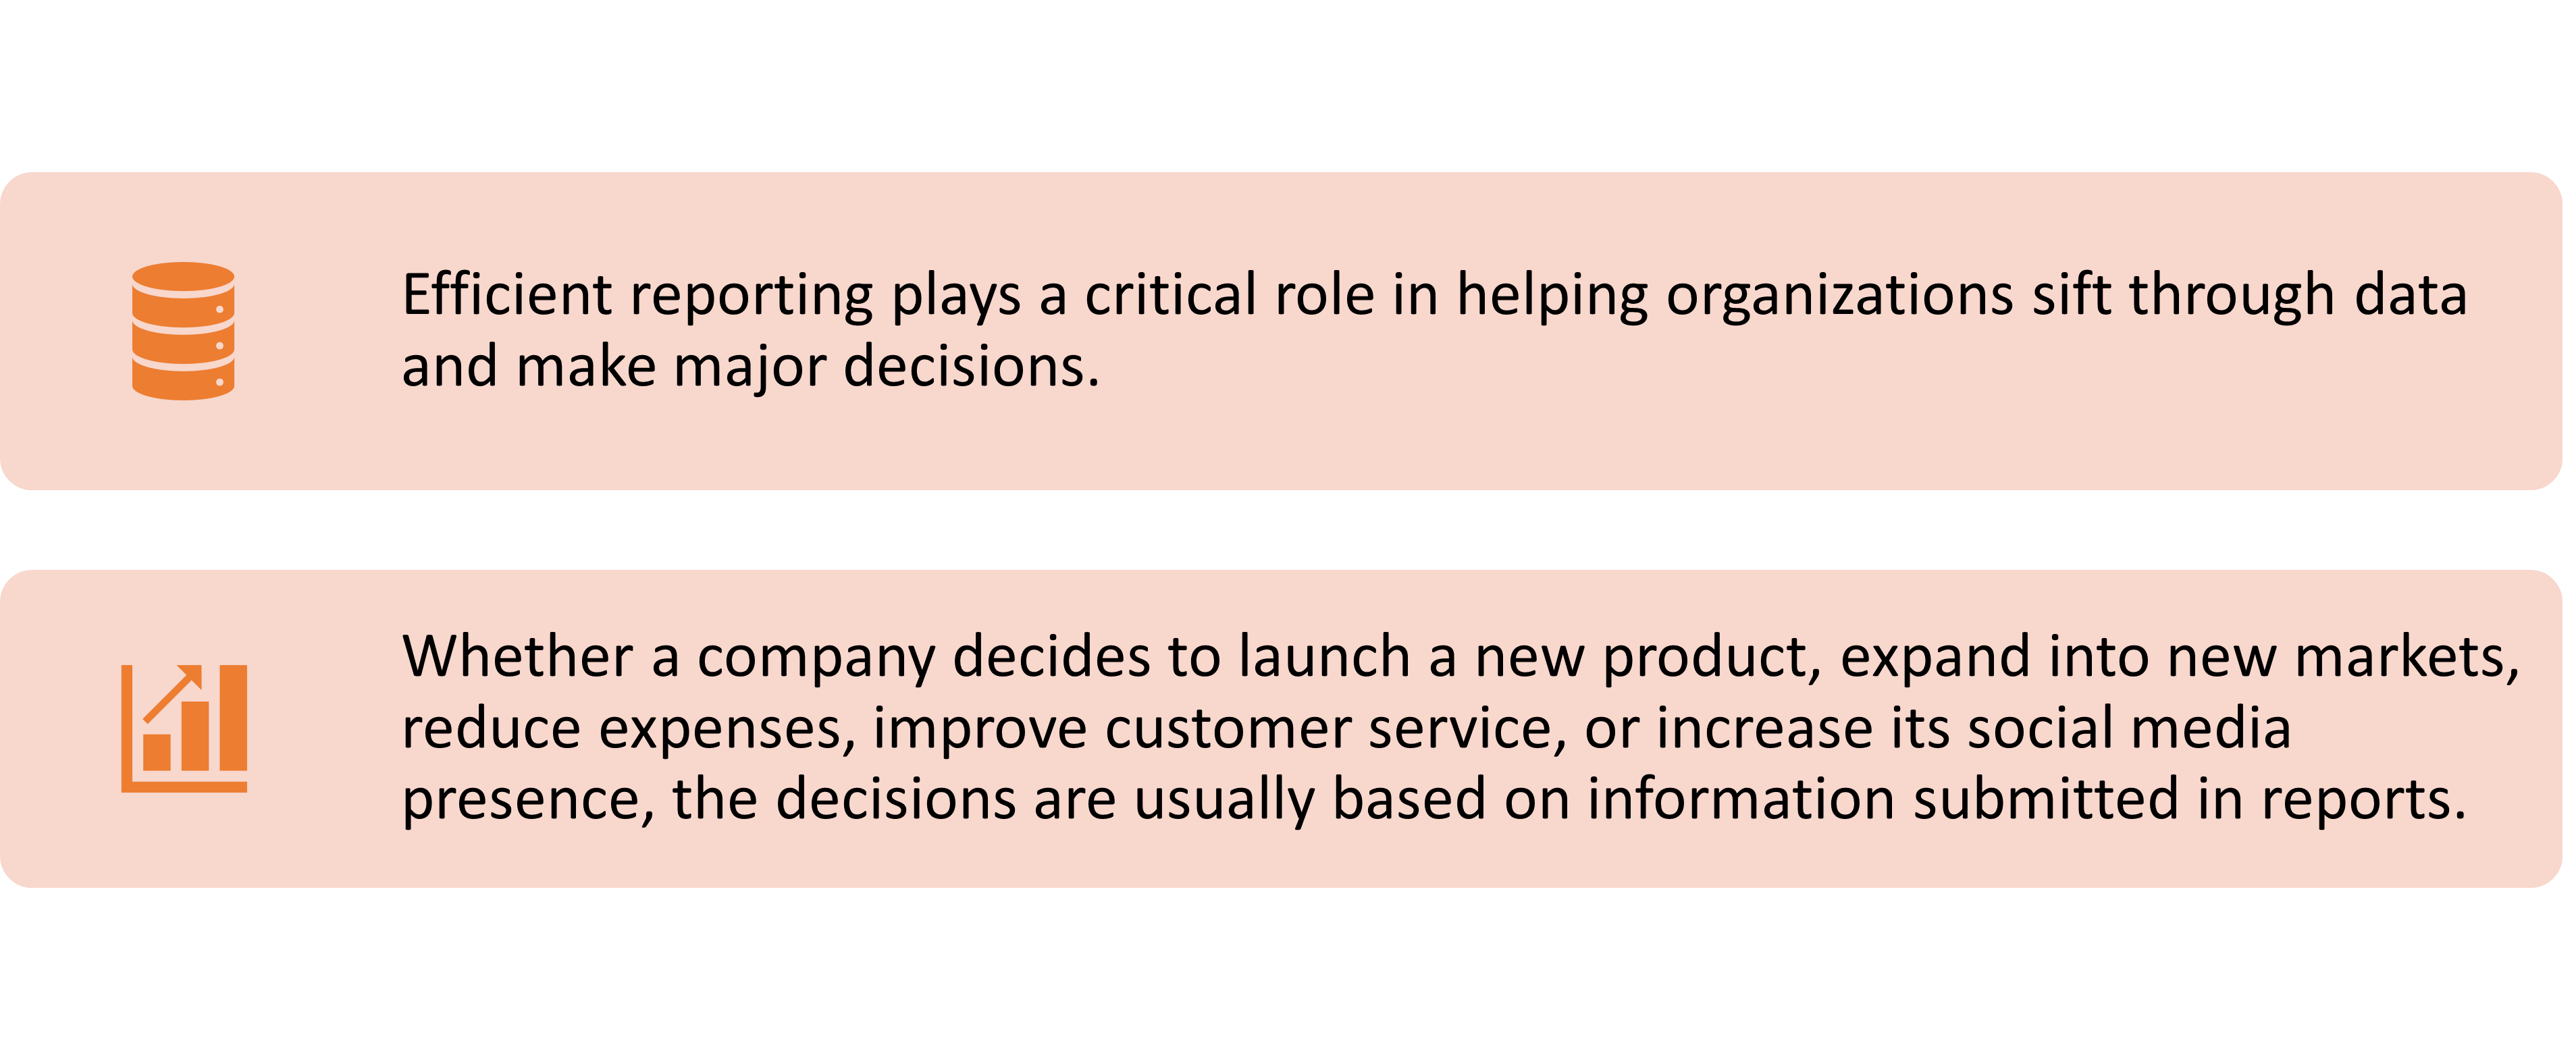 Efficient reporting plays a critical role in helping organizations sift through data
and make major decisions.
Whether a company decides to launch a new product, expand into new markets,
reduce expenses, improve customer service, or increase its social media
presence, the decisions are usually based on information submitted in reports.